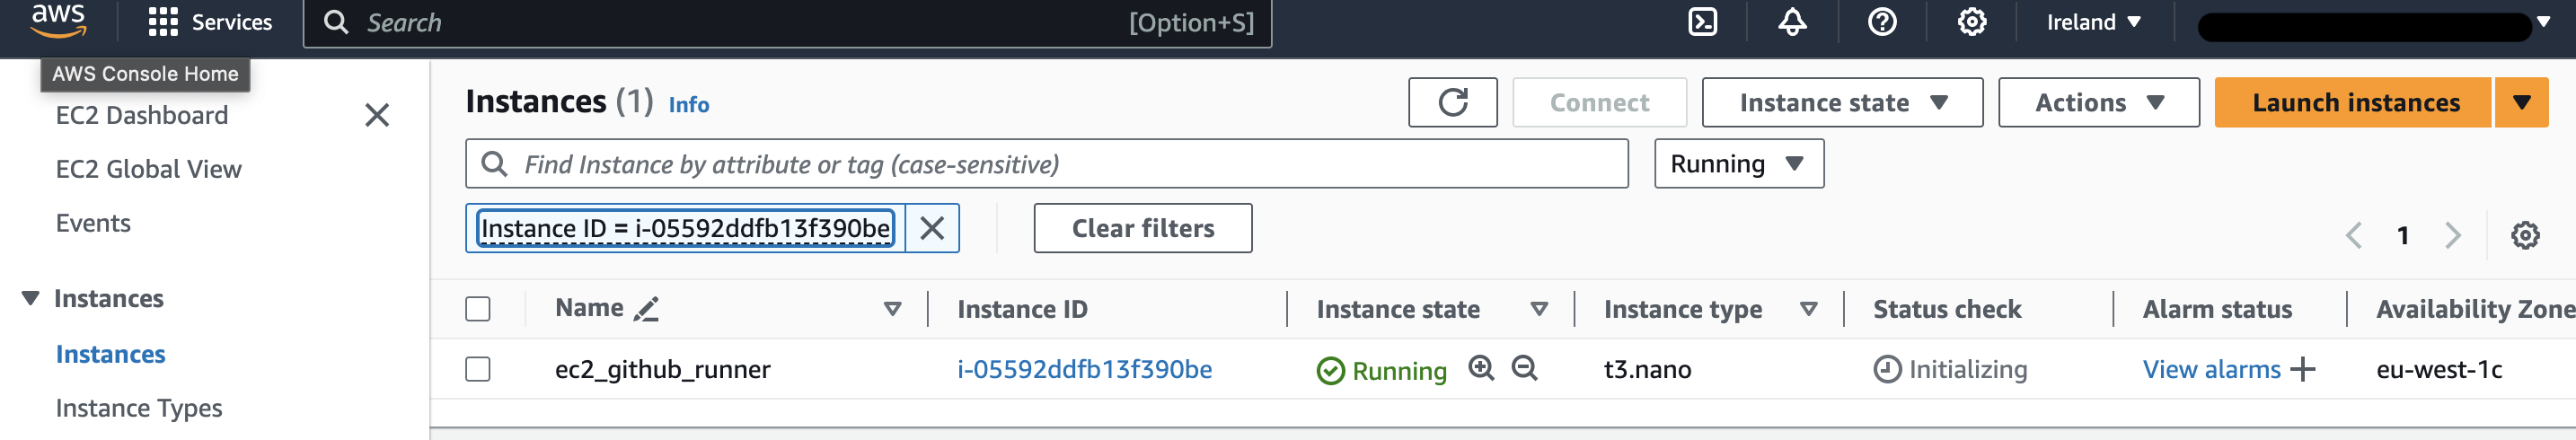 aws
Services
Search
[Option+S]
Ireland
AWS Console Home
EC2 Dashboard
EC2 Global View
Events
Instances
Instances
Instance Types
Instances (1) Info
Connect
Instance state
Actions
Launch instances
Find Instance by attribute or tag (case-sensitive)
Running
Instance ID = i-05592ddfb13f390be
Clear filters
1
Name Instance ID Instance state Instance type Status check Alarm status Availability Zone
ec2_github_runner i-05592ddfb13f390be Running t3.nano Initializing View alarms + eu-west-1c